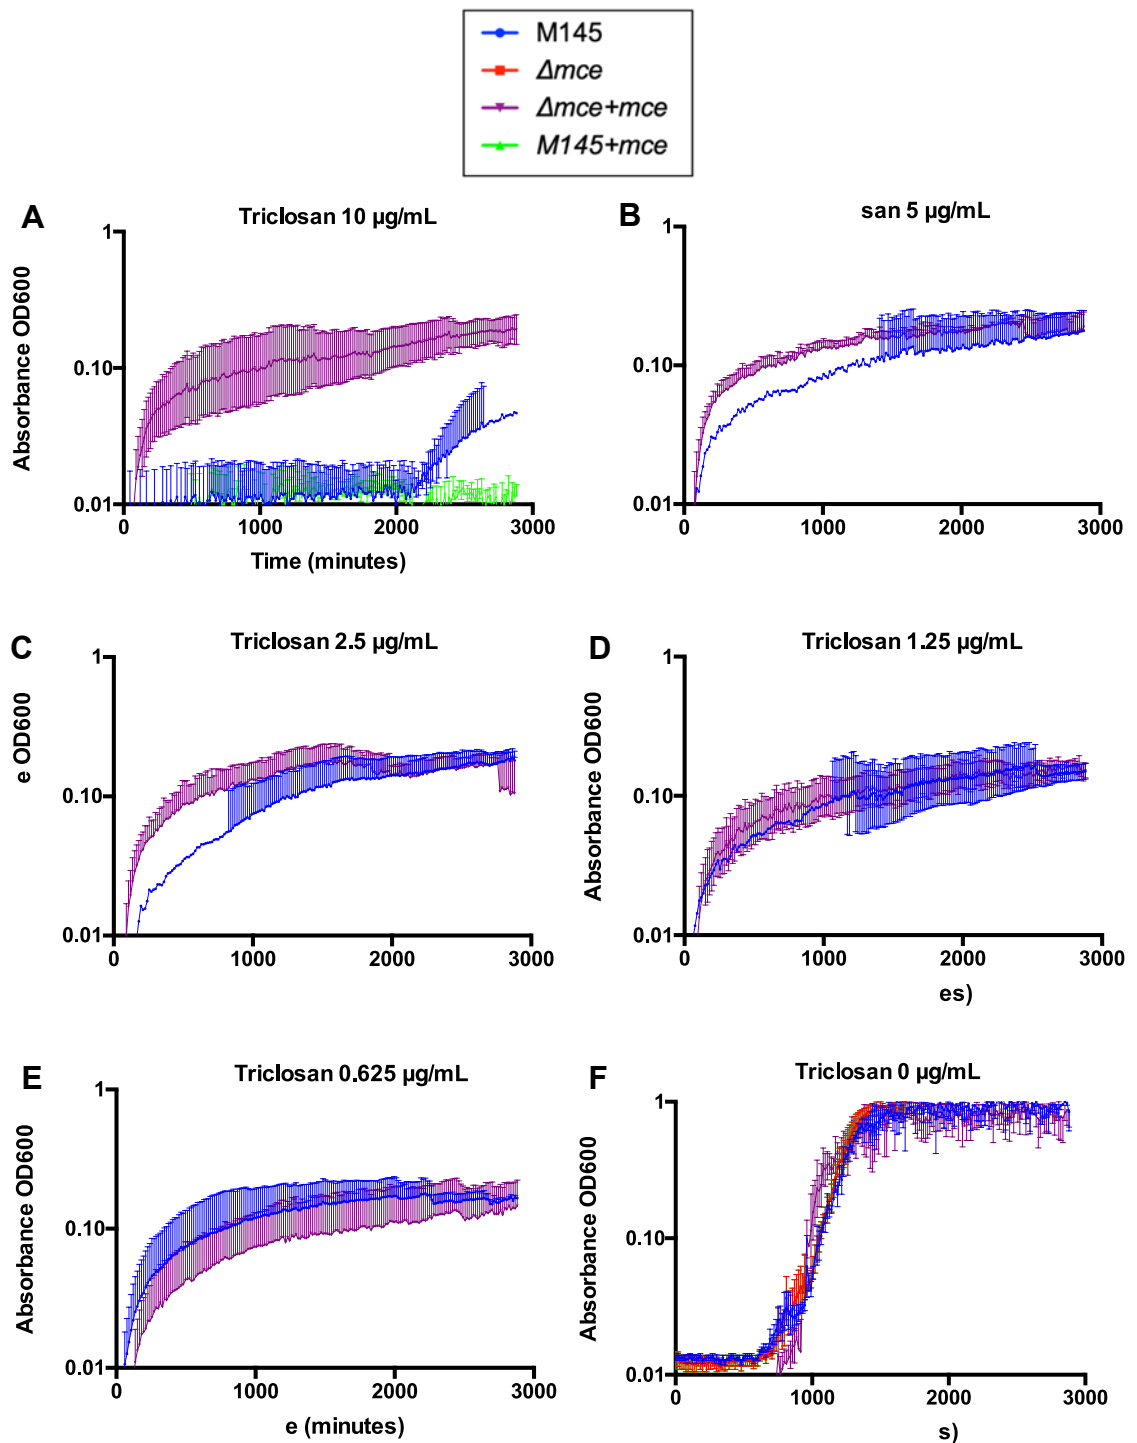 M145
Δmce
Δmce+mce
M145+mce
A
Triclosan 10 µg/mL
B
san 5 µg/mL
Absorbance OD600
1
0.10
0.01
0
1000
2000
3000
Time (minutes)
1
0.10
0.01
0
1000
2000
3000
C
Triclosan 2.5 µg/mL
D
Triclosan 1.25 µg/mL
e OD600
1
0.10
0.01
0
1000
2000
3000
Absorbance OD600
1
0.10
0.01
0
1000
2000
3000
es)
E
Triclosan 0.625 µg/mL
F
Triclosan 0 µg/mL
Absorbance OD600
1
0.10
0.01
0
1000
2000
3000
e (minutes)
Absorbance OD600
1
0.10
0.01
0
1000
2000
3000
s)